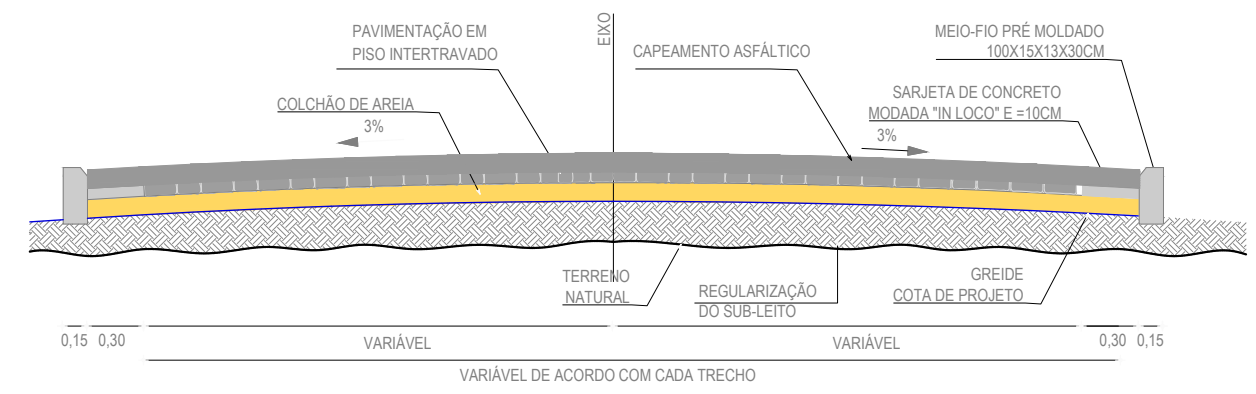 PAVIMENTAÇÃO EM
PISO INTERTRAVADO
EIXO
CAPEAMENTO ASFÁLTICO
MEIO-FIO PRÉ MOLDADO
100X15X13X30CM
COLCHÃO DE AREIA
SARJETA DE CONCRETO
MODADA "IN LOCO" E =10CM
3%
3%
TERRENO
NATURAL
REGULARIZAÇÃO
DO SUB-LEITO
GREIDE
COTA DE PROJETO
0,15 0,30 VARIÁVEL VARIÁVEL 0,30 0,15
VARIÁVEL DE ACORDO COM CADA TRECHO